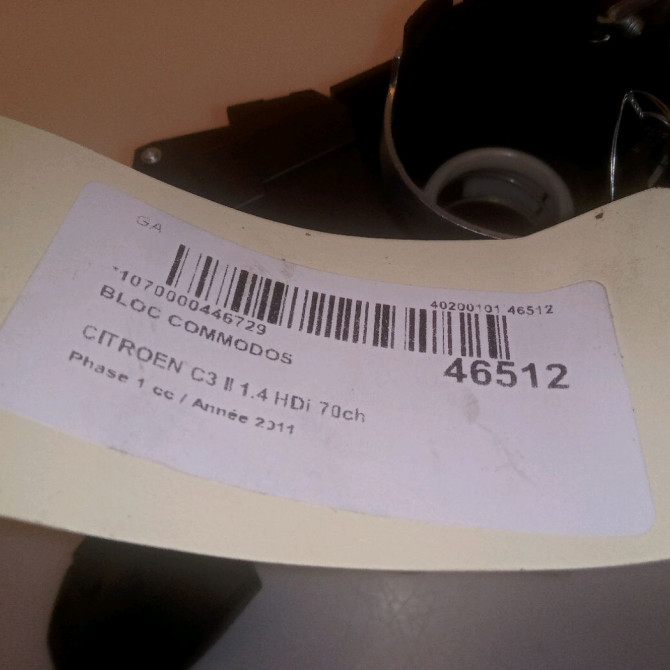 GA
*1070000446729
40200101 46512
BLOC COMMODOS
46512
CITROEN C3 II 1.4 HDi 70ch
Phase 1 cc / Année 2011